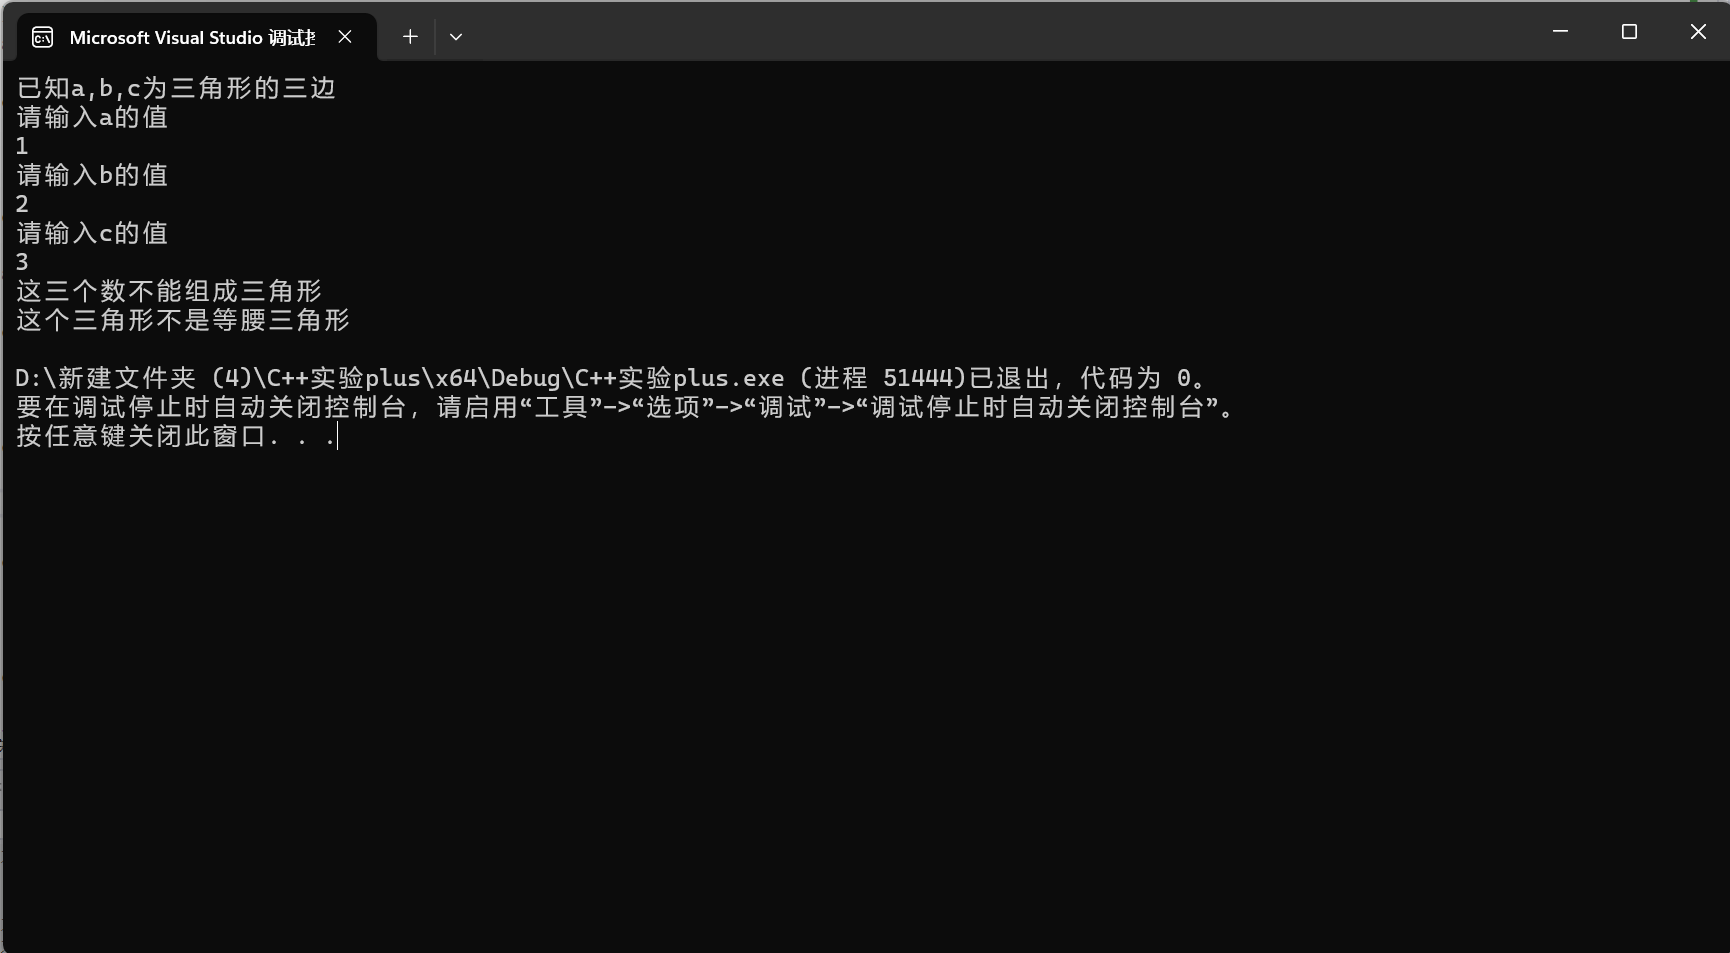 Microsoft Visual Studio 调试
已知a,b,c为三角形的三边
请输入a的值
1
请输入b的值
2
请输入c的值
3
这三个数不能组成三角形
这个三角形不是等腰三角形
D:\新建文件夹 (4)\C++实验plus\x64\Debug\C++实验plus.exe (进程 51444)已退出，代码为 0。
要在调试停止时自动关闭控制台，请启用“工具”->“选项”->“调试”->“调试停止时自动关闭控制台”。
按任意键关闭此窗口. . .